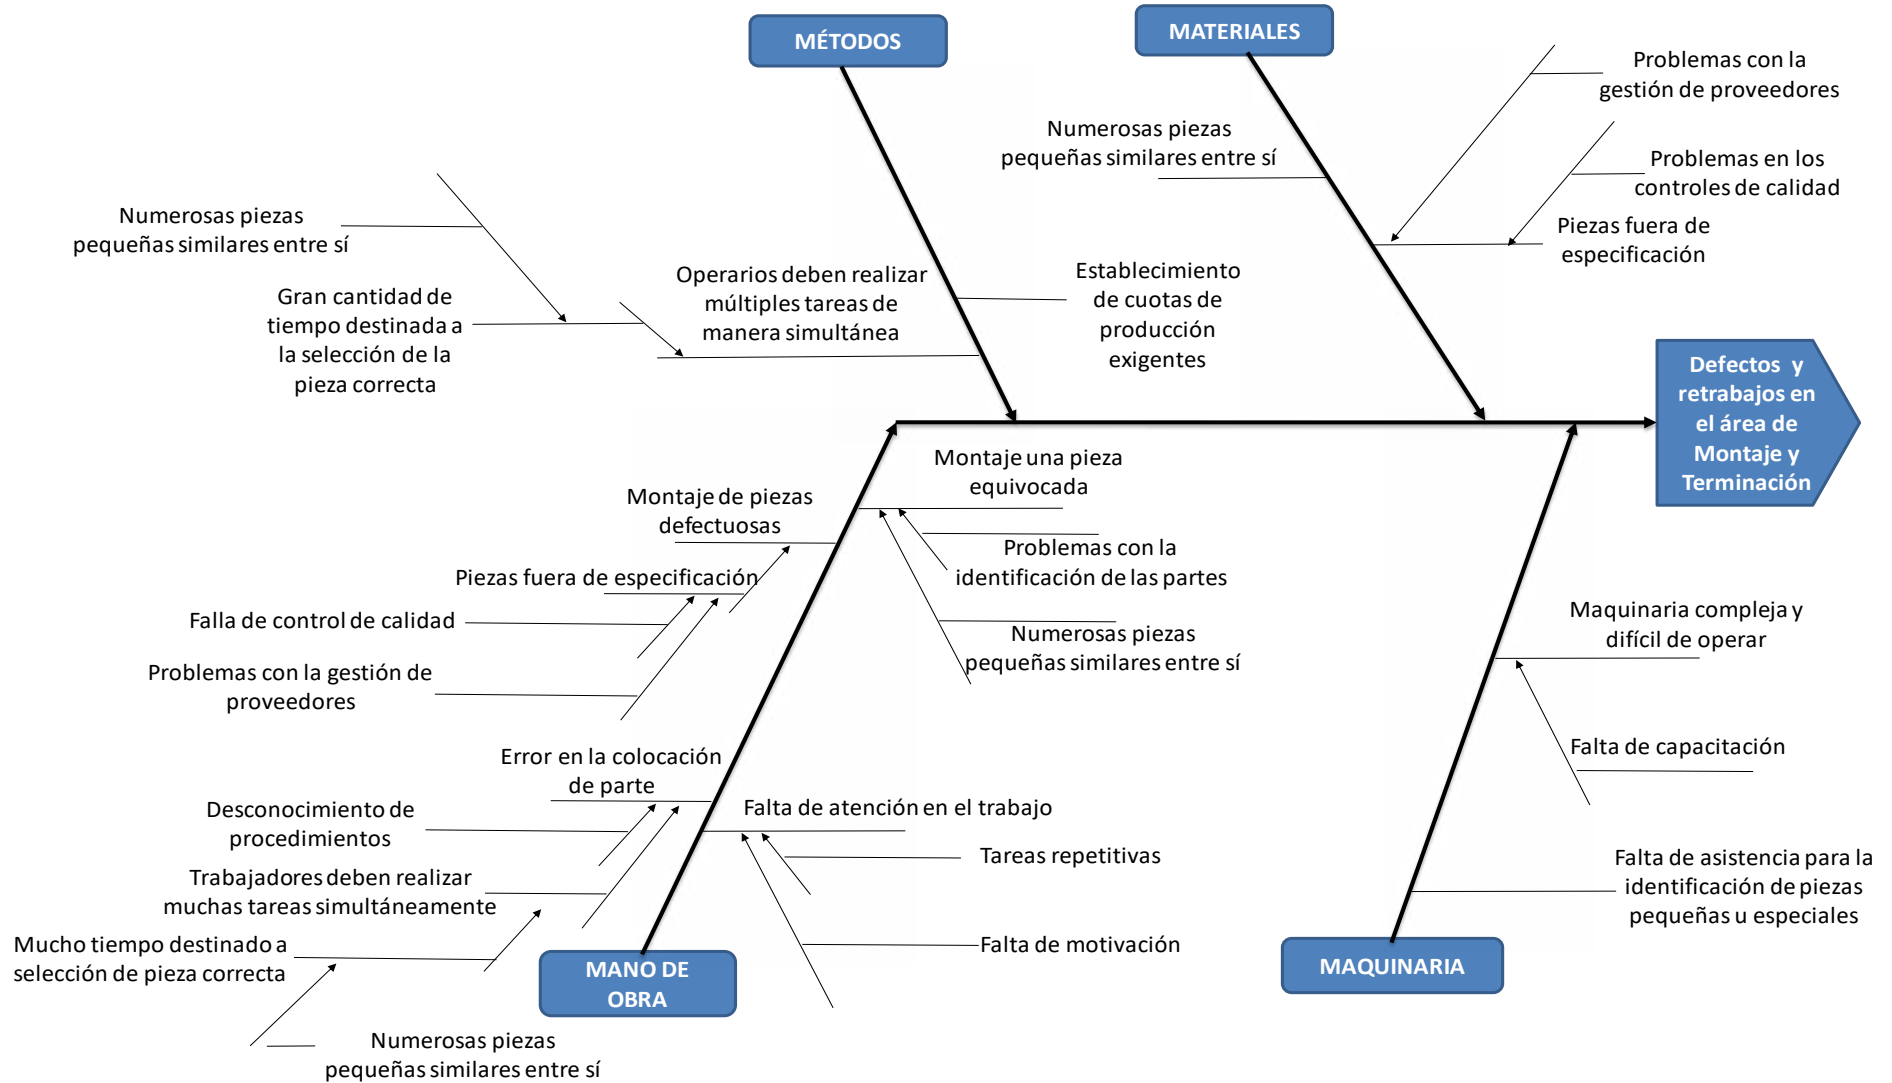 MÉTODOS
MATERIALES
Problemas con la
gestión de proveedores
Numerosas piezas
pequeñas similares entre sí
Problemas en los
controles de calidad
Piezas fuera de
especificación
Numerosas piezas
pequeñas similares entre sí
Gran cantidad de
tiempo destinada a
la selección de la
pieza correcta
Operarios deben realizar
múltiples tareas de
manera simultánea
Establecimiento
de cuotas de
producción
exigentes
Defectos y
retrabajos en
el área de
Montaje y
Terminación
Montaje una pieza
equivocada
Montaje de piezas
defectuosas
Problemas con la
identificación de las partes
Piezas fuera de especificación
Falla de control de calidad
Numerosas piezas
pequeñas similares entre sí
Problemas con la gestión de
proveedores
Maquinaria compleja y
difícil de operar
Falta de capacitación
Error en la colocación
de parte
Desconocimiento de
procedimientos
Falta de atención en el trabajo
Tareas repetitivas
Trabajadores deben realizar
muchas tareas simultáneamente
Falta de asistencia para la
identificación de piezas
pequeñas u especiales
Mucho tiempo destinado a
selección de pieza correcta
Falta de motivación
MANO DE
OBRA
MAQUINARIA
Numerosas piezas
pequeñas similares entre sí